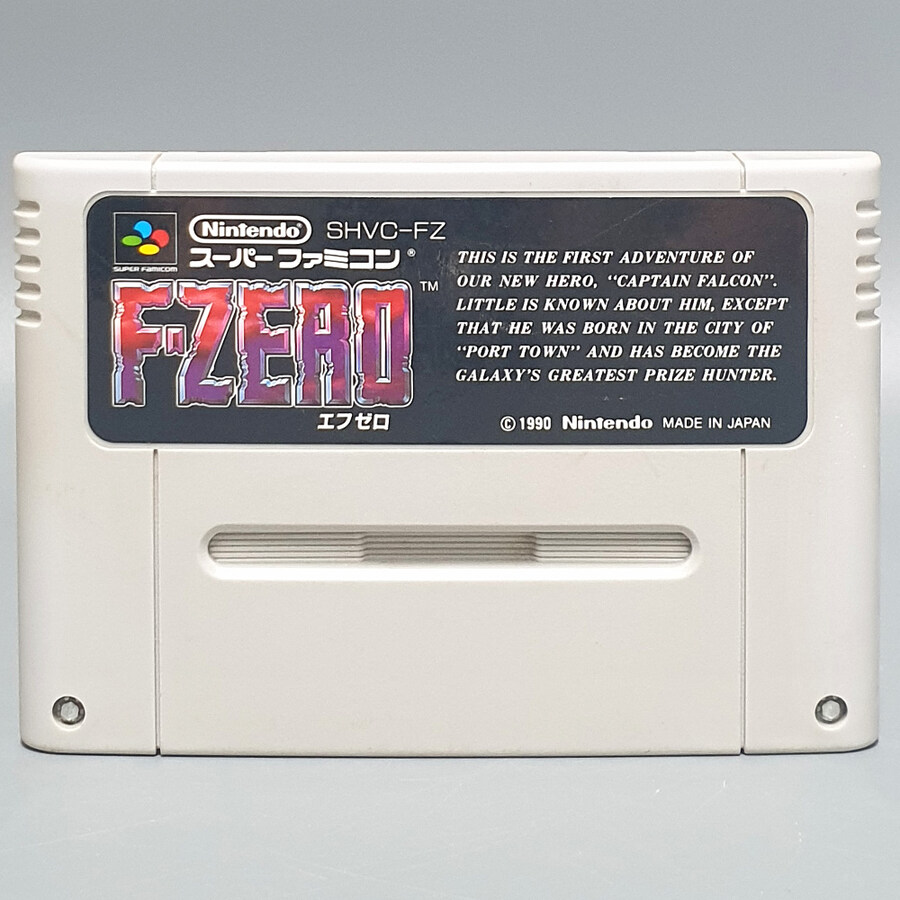 Nintendo SHVC-FZ
SUPER FAMICOM
スーパーファミコン®
F-ZERO™
エフゼロ
THIS IS THE FIRST ADVENTURE OF
OUR NEW HERO, "CAPTAIN FALCON".
LITTLE IS KNOWN ABOUT HIM, EXCEPT
THAT HE WAS BORN IN THE CITY OF
"PORT TOWN" AND HAS BECOME THE
GALAXY'S GREATEST PRIZE HUNTER.
©1990 Nintendo MADE IN JAPAN